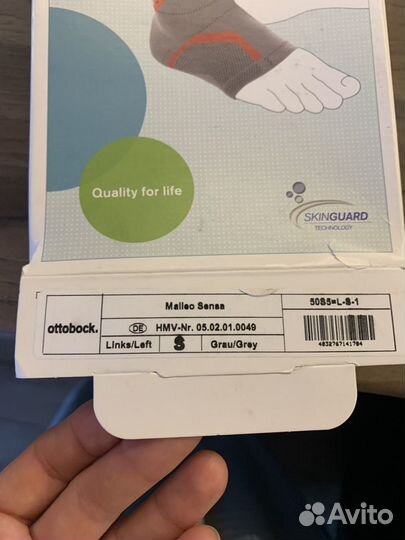 Quality for life
SKINGUARD
TECHNOLOGY
ottobock.
Malleo Sensa
50S5=L-S-1
DE HMV-Nr. 05.02.01.0049
Links/Left S Grau/Grey
4032767141784
Avito